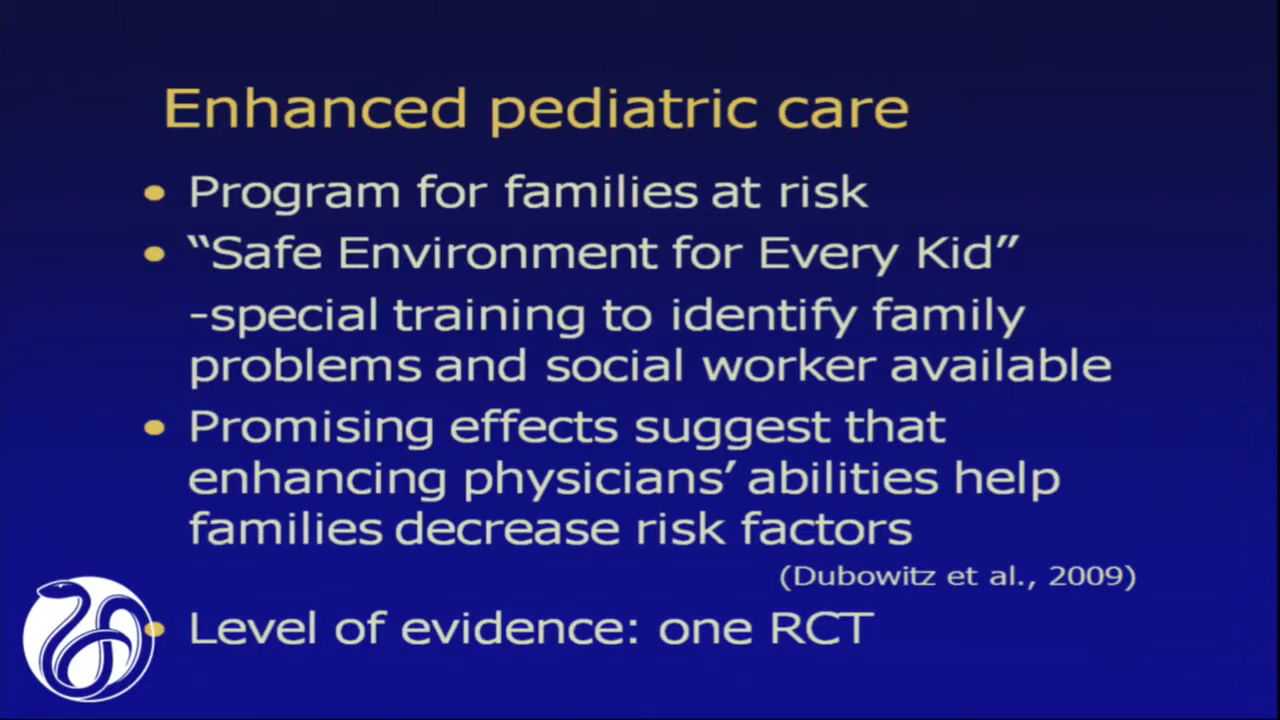 Enhanced pediatric care
• Program for families at risk
• “Safe Environment for Every Kid”
-special training to identify family
problems and social worker available
• Promising effects suggest that
enhancing physicians’ abilities help
families decrease risk factors
(Dubowitz et al., 2009)
• Level of evidence: one RCT